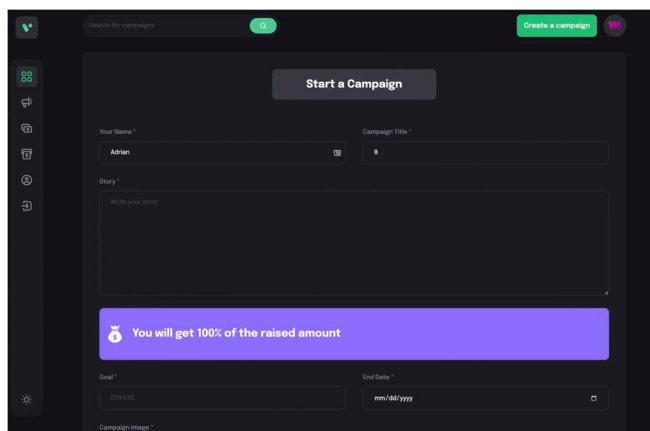 Search for campaigns
Create a campaign
Start a Campaign
Your Name *
Campaign Title *
Adrian
B
Story *
Write your story
You will get 100% of the raised amount
Goal *
End Date *
ETH 0.50
mm/dd/yyyy
Campaign image *